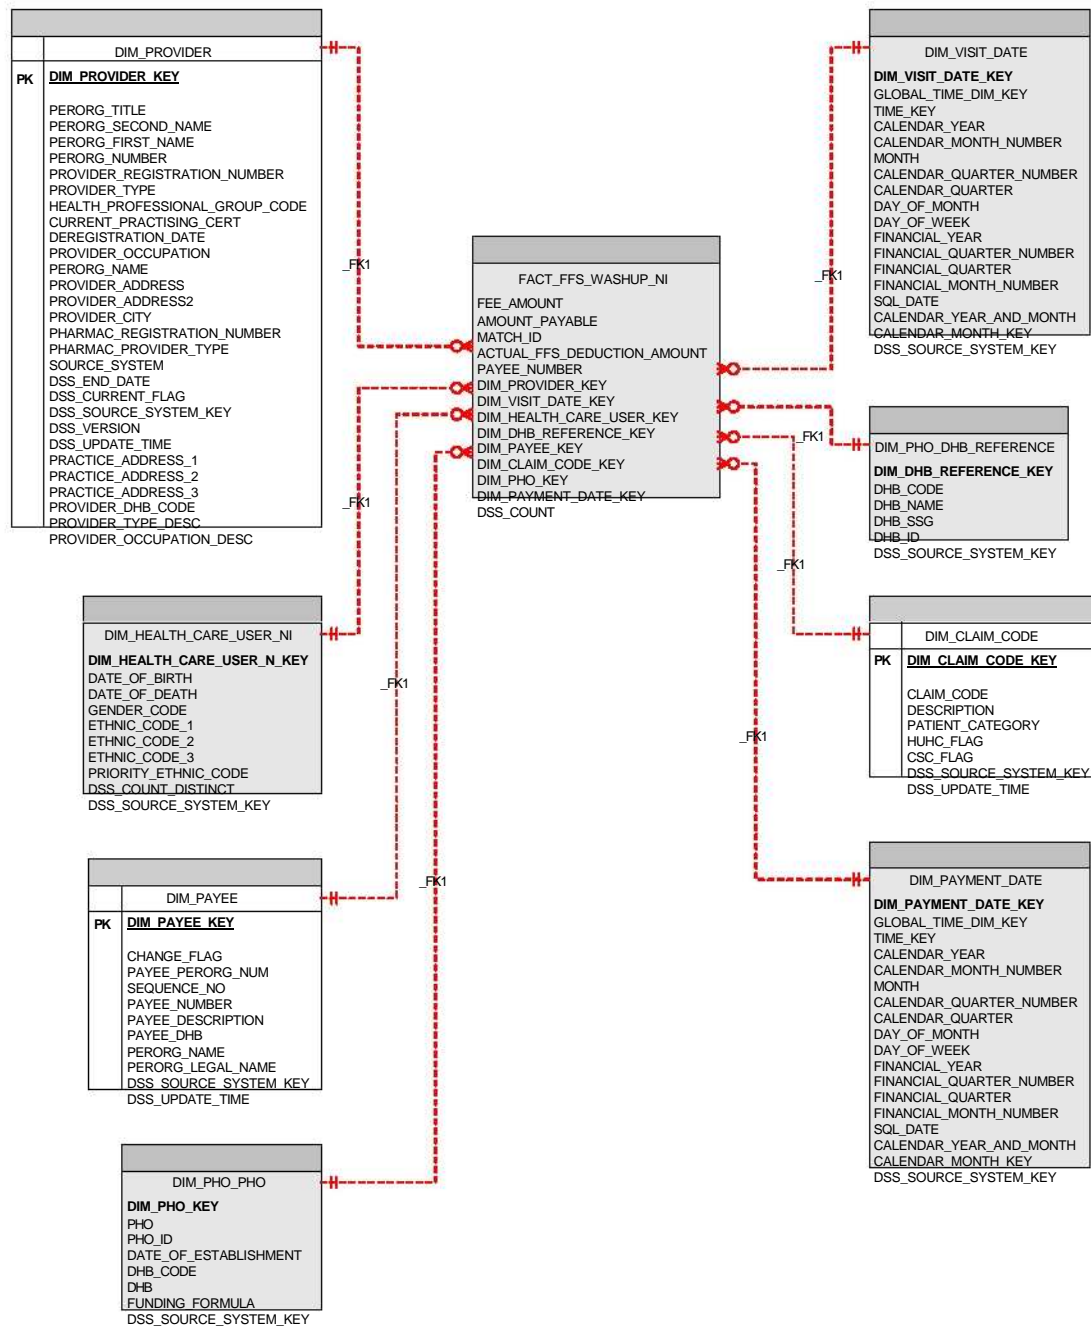 DIM_PROVIDER
PK
DIM_PROVIDER_KEY
PERORG_TITLE
PERORG_SECOND_NAME
PERORG_FIRST_NAME
PERORG_NUMBER
PROVIDER_REGISTRATION_NUMBER
PROVIDER_TYPE
HEALTH_PROFESSIONAL_GROUP_CODE
CURRENT_PRACTISING_CERT
DEREGISTRATION_DATE
PROVIDER_OCCUPATION
PERORG_NAME
PROVIDER_ADDRESS
PROVIDER_ADDRESS2
PROVIDER_CITY
PHARMAC_REGISTRATION_NUMBER
PHARMAC_PROVIDER_TYPE
SOURCE_SYSTEM
DSS_END_DATE
DSS_CURRENT_FLAG
DSS_SOURCE_SYSTEM_KEY
DSS_VERSION
DSS_UPDATE_TIME
PRACTICE_ADDRESS_1
PRACTICE_ADDRESS_2
PRACTICE_ADDRESS_3
PROVIDER_DHB_CODE
PROVIDER_TYPE_DESC
PROVIDER_OCCUPATION_DESC
DIM_HEALTH_CARE_USER_NI
DIM_HEALTH_CARE_USER_N_KEY
DATE_OF_BIRTH
DATE_OF_DEATH
GENDER_CODE
ETHNIC_CODE_1
ETHNIC_CODE_2
ETHNIC_CODE_3
PRIORITY_ETHNIC_CODE
DSS_COUNT_DISTINCT
DSS_SOURCE_SYSTEM_KEY
DIM_PAYEE
PK
DIM_PAYEE_KEY
CHANGE_FLAG
PAYEE_PERORG_NUM
SEQUENCE_NO
PAYEE_NUMBER
PAYEE_DESCRIPTION
PAYEE_DHB
PERORG_NAME
PERORG_LEGAL_NAME
DSS_SOURCE_SYSTEM_KEY
DSS_UPDATE_TIME
DIM_PHO_PHO
DIM_PHO_KEY
PHO
PHO_ID
DATE_OF_ESTABLISHMENT
DHB_CODE
DHB
FUNDING_FORMULA
DSS_SOURCE_SYSTEM_KEY
_FK1
_FK1
_FK1
_FK1
FACT_FFS_WASHUP_NI
FEE_AMOUNT
AMOUNT_PAYABLE
MATCH_ID
ACTUAL_FFS_DEDUCTION_AMOUNT
PAYEE_NUMBER
DIM_PROVIDER_KEY
DIM_VISIT_DATE_KEY
DIM_HEALTH_CARE_USER_KEY
DIM_DHB_REFERENCE_KEY
DIM_PAYEE_KEY
DIM_CLAIM_CODE_KEY
DIM_PHO_KEY
DIM_PAYMENT_DATE_KEY
DSS_COUNT
_FK1
_FK1
_FK1
_FK1
DIM_VISIT_DATE
DIM_VISIT_DATE_KEY
GLOBAL_TIME_DIM_KEY
TIME_KEY
CALENDAR_YEAR
CALENDAR_MONTH_NUMBER
MONTH
CALENDAR_QUARTER_NUMBER
CALENDAR_QUARTER
DAY_OF_MONTH
DAY_OF_WEEK
FINANCIAL_YEAR
FINANCIAL_QUARTER_NUMBER
FINANCIAL_QUARTER
FINANCIAL_MONTH_NUMBER
SQL_DATE
CALENDAR_YEAR_AND_MONTH
CALENDAR_MONTH_KEY
DSS_SOURCE_SYSTEM_KEY
DIM_PHO_DHB_REFERENCE
DIM_DHB_REFERENCE_KEY
DHB_CODE
DHB_NAME
DHB_SSG
DHB_ID
DSS_SOURCE_SYSTEM_KEY
DIM_CLAIM_CODE
PK
DIM_CLAIM_CODE_KEY
CLAIM_CODE
DESCRIPTION
PATIENT_CATEGORY
HUHC_FLAG
CSC_FLAG
DSS_SOURCE_SYSTEM_KEY
DSS_UPDATE_TIME
DIM_PAYMENT_DATE
DIM_PAYMENT_DATE_KEY
GLOBAL_TIME_DIM_KEY
TIME_KEY
CALENDAR_YEAR
CALENDAR_MONTH_NUMBER
MONTH
CALENDAR_QUARTER_NUMBER
CALENDAR_QUARTER
DAY_OF_MONTH
DAY_OF_WEEK
FINANCIAL_YEAR
FINANCIAL_QUARTER_NUMBER
FINANCIAL_QUARTER
FINANCIAL_MONTH_NUMBER
SQL_DATE
CALENDAR_YEAR_AND_MONTH
CALENDAR_MONTH_KEY
DSS_SOURCE_SYSTEM_KEY